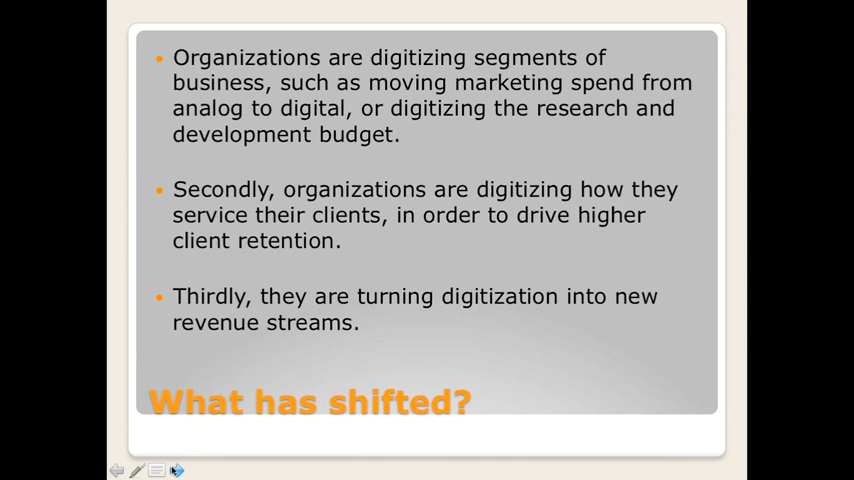 • Organizations are digitizing segments of
business, such as moving marketing spend from
analog to digital, or digitizing the research and
development budget.
• Secondly, organizations are digitizing how they
service their clients, in order to drive higher
client retention.
• Thirdly, they are turning digitization into new
revenue streams.
What has shifted?